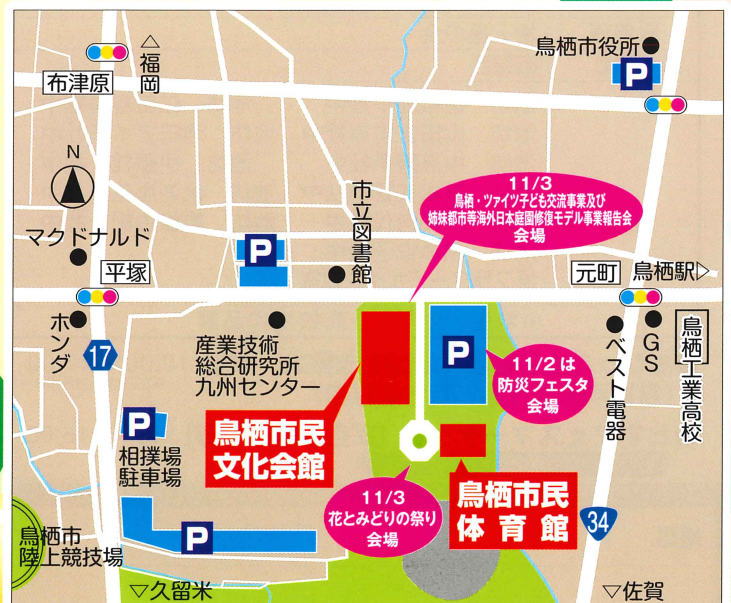 △
福岡
布津原
鳥栖市役所
P
N
11/3
鳥栖・ツァイツ子ども交流事業及び
姉妹都市等海外日本庭園修復モデル事業報告会
会場
マクドナルド
P
市立図書館
平塚
元町
鳥栖駅▷
ホンダ
17
産業技術
総合研究所
九州センター
P
11/2は
防災フェスタ
会場
ベスト電器
GS
鳥栖工業高校
P
相撲場
駐車場
鳥栖市民
文化会館
11/3
花とみどりの祭り
会場
鳥栖市民
体育館
34
P
鳥栖市
陸上競技場
▽久留米
▽佐賀